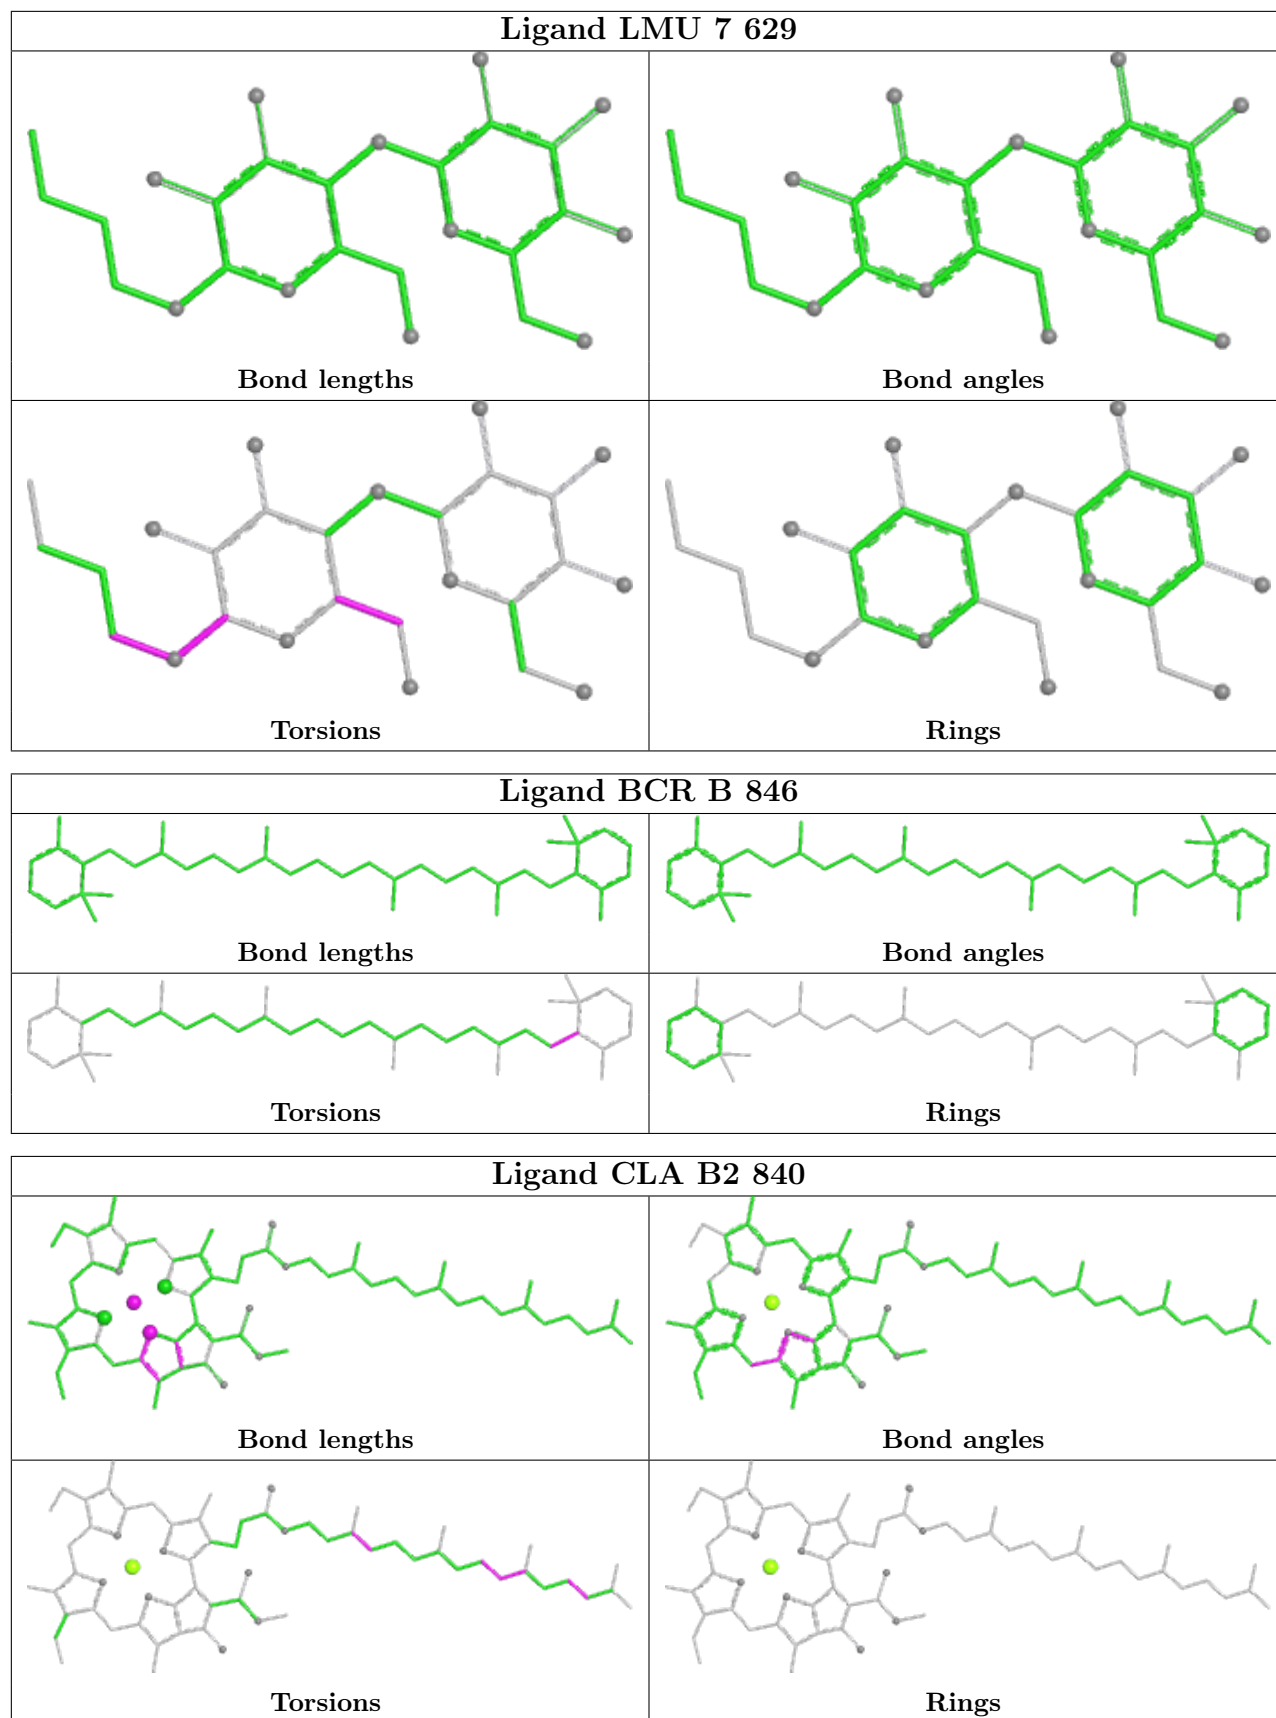 Ligand LMU 7 629
Bond lengths
Bond angles
Torsions
Rings
Ligand BCR B 846
Bond lengths
Bond angles
Torsions
Rings
Ligand CLA B2 840
Bond lengths
Bond angles
Torsions
Rings